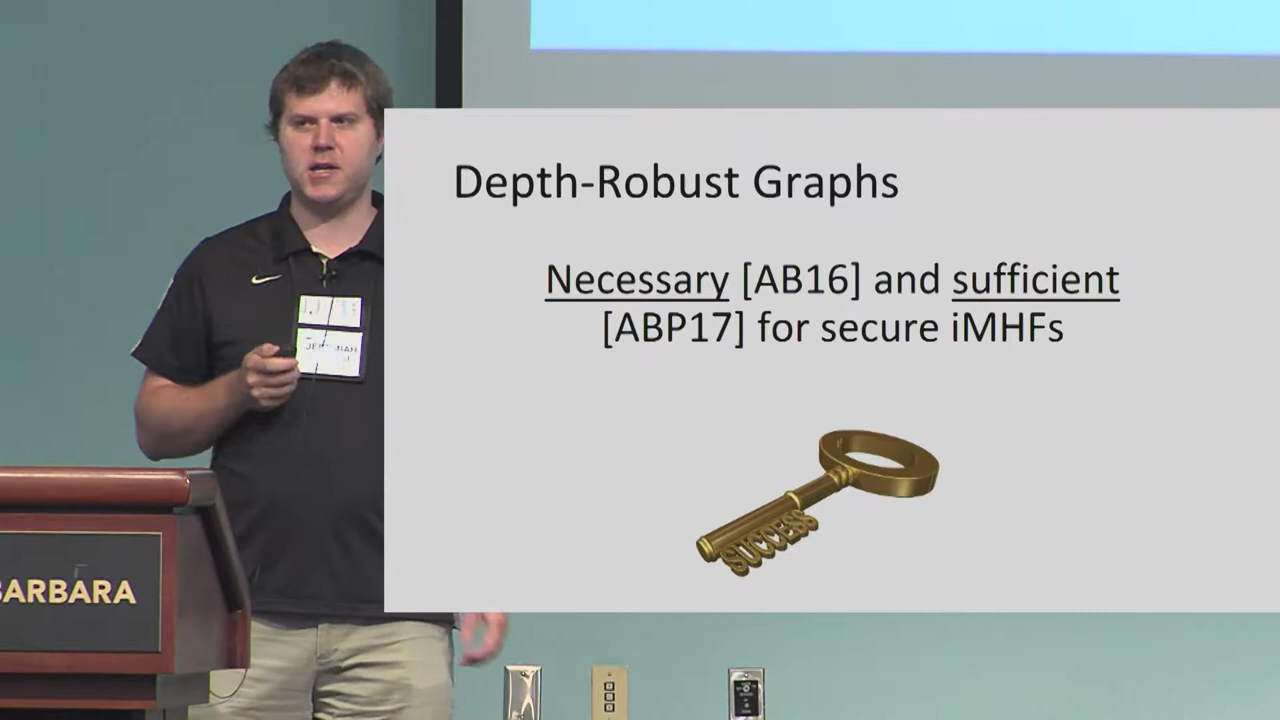 Depth-Robust Graphs
Necessary [AB16] and sufficient
[ABP17] for secure iMHFs
SUCCESS
BARBARA